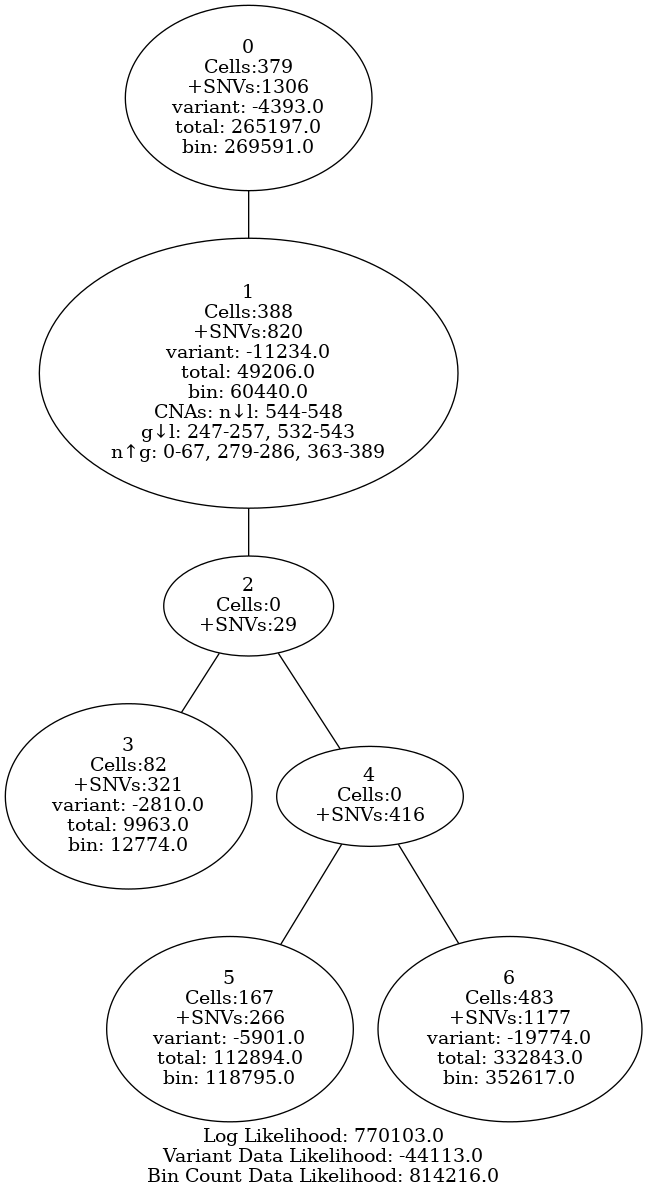 0
Cells:379
+SNVs:1306
variant: -4393.0
total: 265197.0
bin: 269591.0
1
Cells:388
+SNVs:820
variant: -11234.0
total: 49206.0
bin: 60440.0
CNAs: n↓l: 544-548
g↓l: 247-257, 532-543
n↑g: 0-67, 279-286, 363-389
2
Cells:0
+SNVs:29
3
Cells:82
+SNVs:321
variant: -2810.0
total: 9963.0
bin: 12774.0
4
Cells:0
+SNVs:416
5
Cells:167
+SNVs:266
variant: -5901.0
total: 112894.0
bin: 118795.0
6
Cells:483
+SNVs:1177
variant: -19774.0
total: 332843.0
bin: 352617.0
Log Likelihood: 770103.0
Variant Data Likelihood: -44113.0
Bin Count Data Likelihood: 814216.0